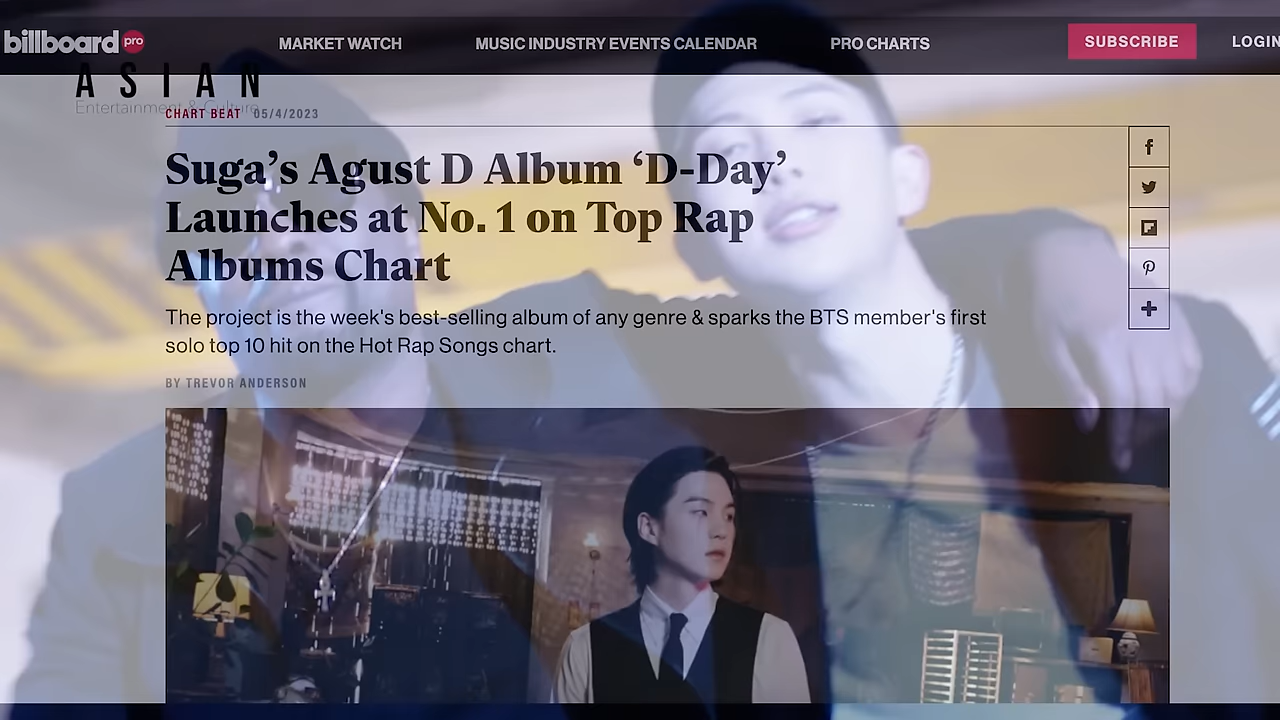 billboard pro
MARKET WATCH
MUSIC INDUSTRY EVENTS CALENDAR
PRO CHARTS
SUBSCRIBE
LOGIN
ASIAN
Entertainment & Culture
CHART BEAT 05/4/2023
Suga's Agust D Album ‘D-Day’
Launches at No. 1 on Top Rap
Albums Chart
The project is the week's best-selling album of any genre & sparks the BTS member's first
solo top 10 hit on the Hot Rap Songs chart.
BY TREVOR ANDERSON